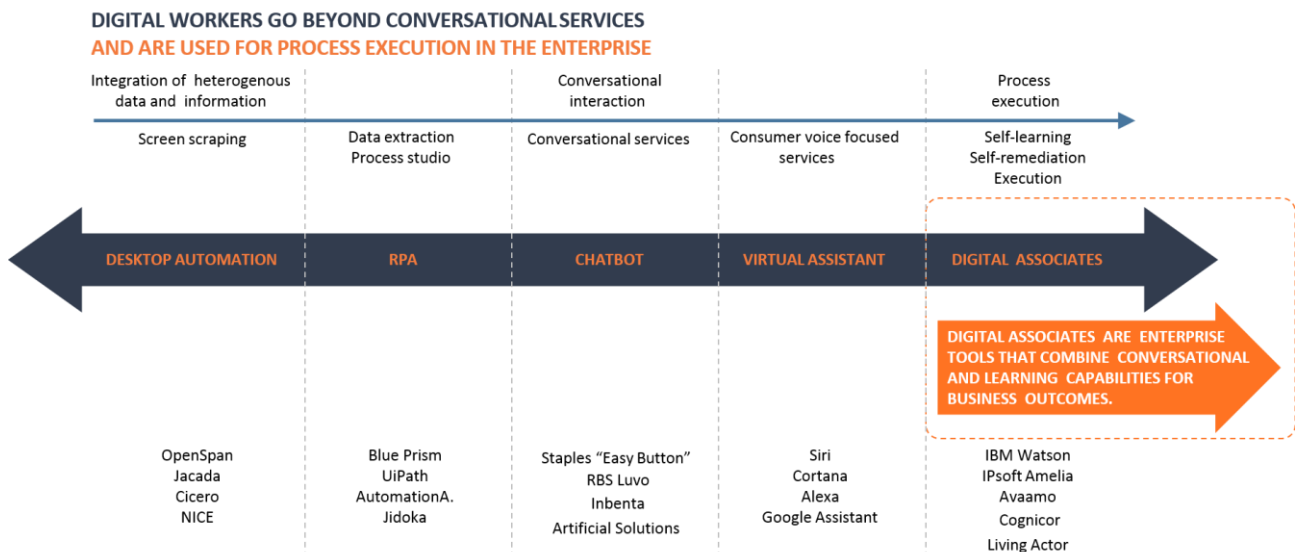 DIGITAL WORKERS GO BEYOND CONVERSATIONAL SERVICES
AND ARE USED FOR PROCESS EXECUTION IN THE ENTERPRISE
Integration of heterogenous
data and information
Conversational
interaction
Process
execution
Screen scraping
Data extraction
Process studio
Conversational services
Consumer voice focused
services
Self-learning
Self-remediation
Execution
DESKTOP AUTOMATION
RPA
CHATBOT
VIRTUAL ASSISTANT
DIGITAL ASSOCIATES
DIGITAL ASSOCIATES ARE ENTERPRISE
TOOLS THAT COMBINE CONVERSATIONAL
AND LEARNING CAPABILITIES FOR
BUSINESS OUTCOMES.
OpenSpan
Jacada
Cicero
NICE
Blue Prism
UiPath
AutomationA.
Jidoka
Staples “Easy Button”
RBS Luvo
Inbenta
Artificial Solutions
Siri
Cortana
Alexa
Google Assistant
IBM Watson
IPsoft Amelia
Avaamo
Cognicor
Living Actor